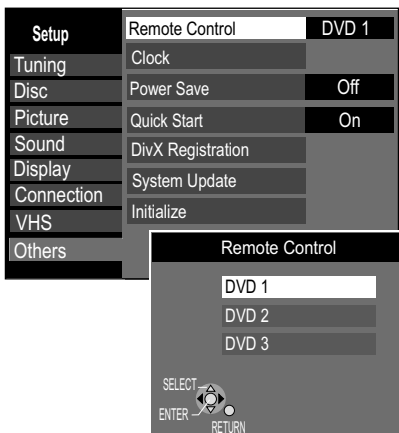 Setup
Tuning
Disc
Picture
Sound
Display
Connection
VHS
Others
Remote Control DVD 1
Clock
Power Save Off
Quick Start On
DivX Registration
System Update
Initialize
Remote Control
DVD 1
DVD 2
DVD 3
SELECT
ENTER
RETURN